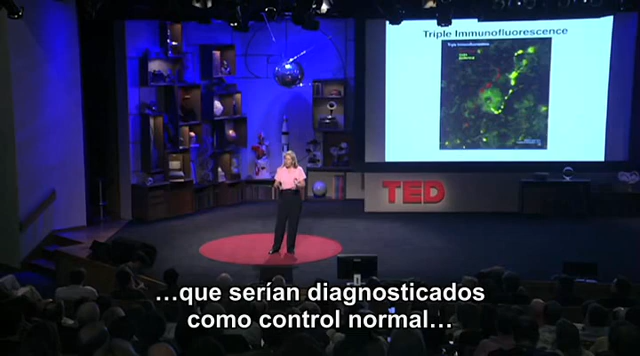 Triple Immunofluorescence
TED
…que serían diagnosticados
como control normal…